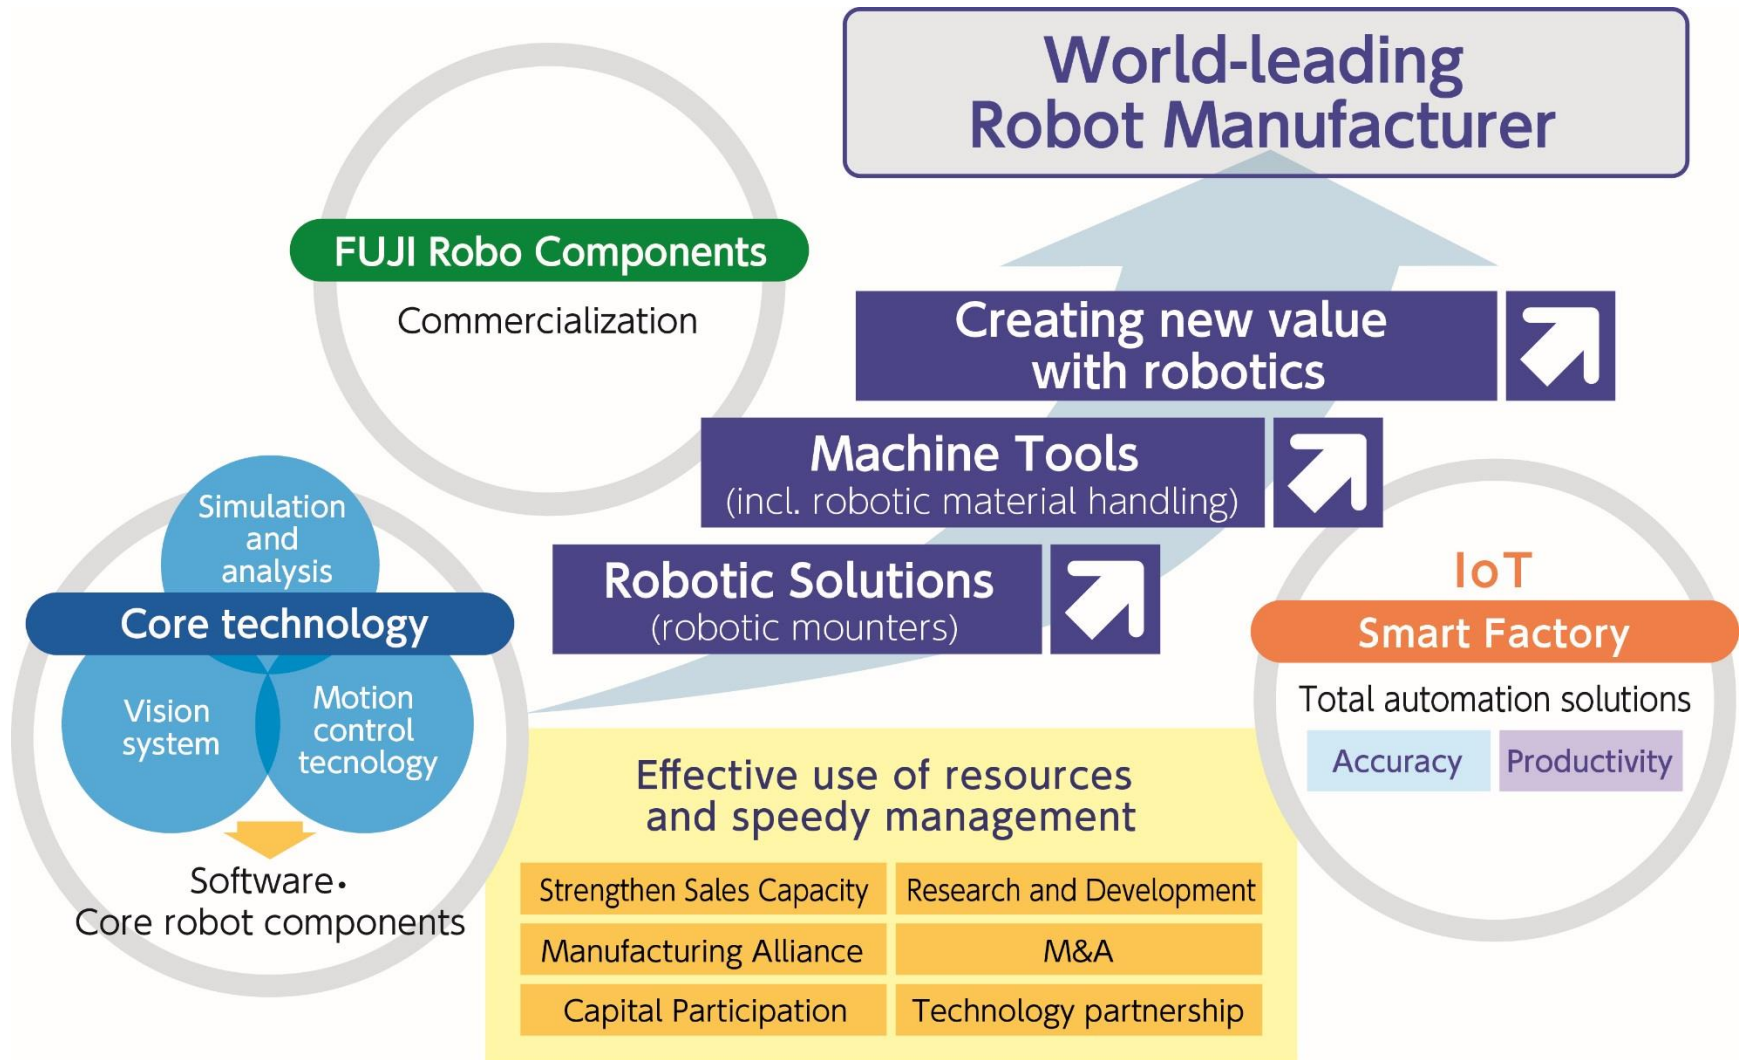 World-leading
Robot Manufacturer
FUJI Robo Components
Commercialization
Creating new value
with robotics
Machine Tools
(incl. robotic material handling)
Robotic Solutions
(robotic mounters)
Simulation
and
analysis
Core technology
Vision
system
Motion
control
tecnology
Software・
Core robot components
IoT
Smart Factory
Total automation solutions
Accuracy
Productivity
Effective use of resources
and speedy management
Strengthen Sales Capacity
Research and Development
Manufacturing Alliance
M&A
Capital Participation
Technology partnership